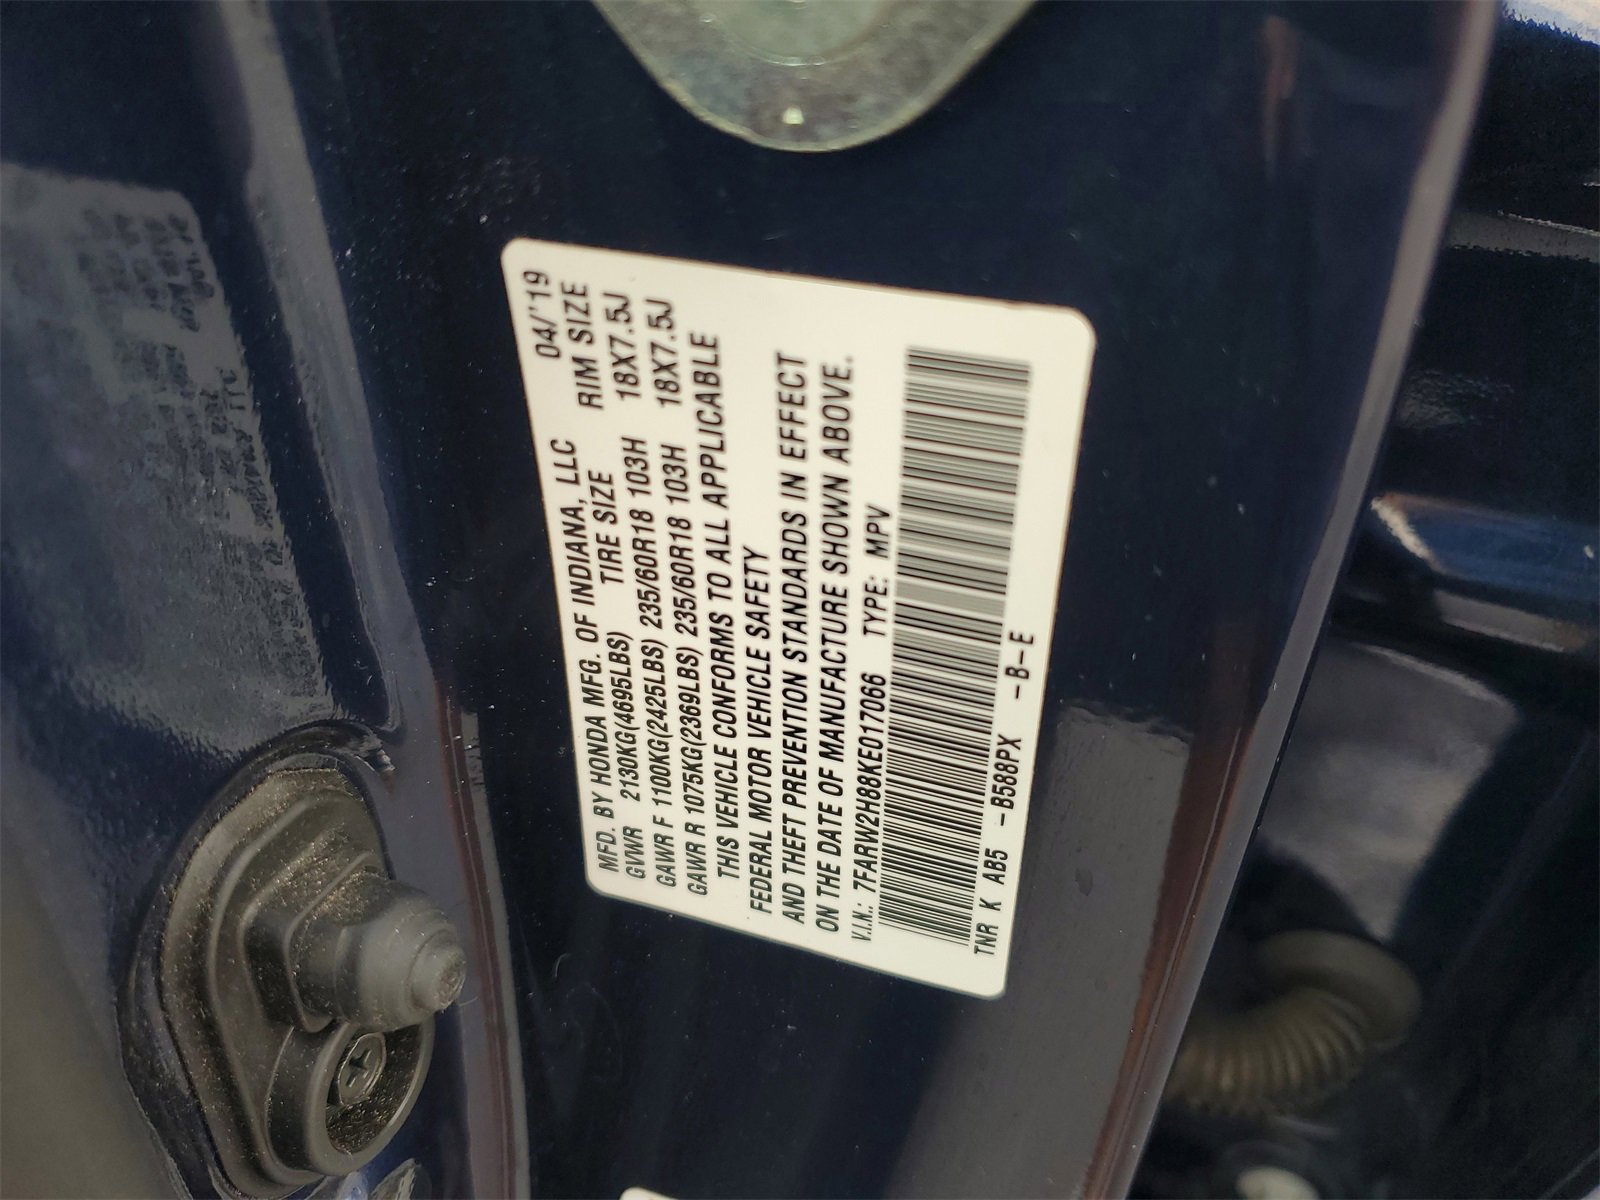 MFD. BY HONDA MFG. OF INDIANA, LLC 04/'19
GVWR 2130KG(4695LBS) TIRE SIZE RIM SIZE
GAWR F 1100KG(2425LBS) 235/60R18 103H 18X7.5J
GAWR R 1075KG(2369LBS) 235/60R18 103H 18X7.5J
THIS VEHICLE CONFORMS TO ALL APPLICABLE
FEDERAL MOTOR VEHICLE SAFETY
AND THEFT PREVENTION STANDARDS IN EFFECT
ON THE DATE OF MANUFACTURE SHOWN ABOVE.
V.I.N.: 7FARW2H88KE017066 TYPE: MPV
TNR K AB5 -B588PX -B-E